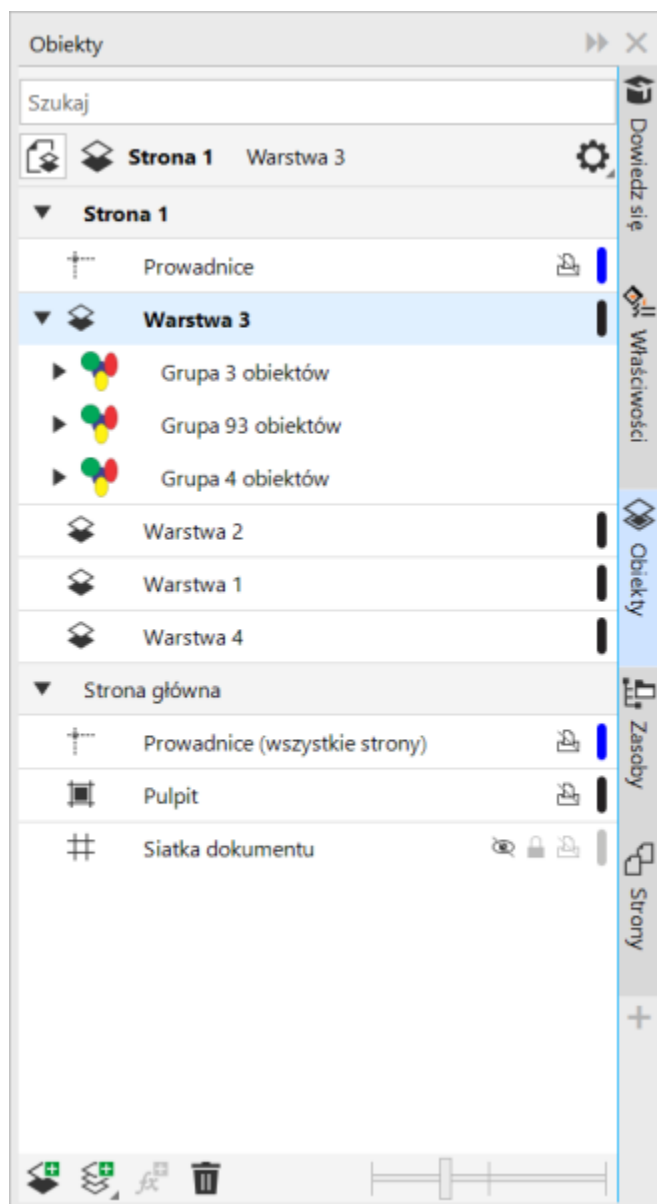 Obiekty
Szukaj
Strona 1 Warstwa 3
Strona 1
Prowadnice
Warstwa 3
Grupa 3 obiektów
Grupa 93 obiektów
Grupa 4 obiektów
Warstwa 2
Warstwa 1
Warstwa 4
Strona główna
Prowadnice (wszystkie strony)
Pulpit
Siatka dokumentu
Dowiedz się
Właściwości
Obiekty
Zasoby
Strony